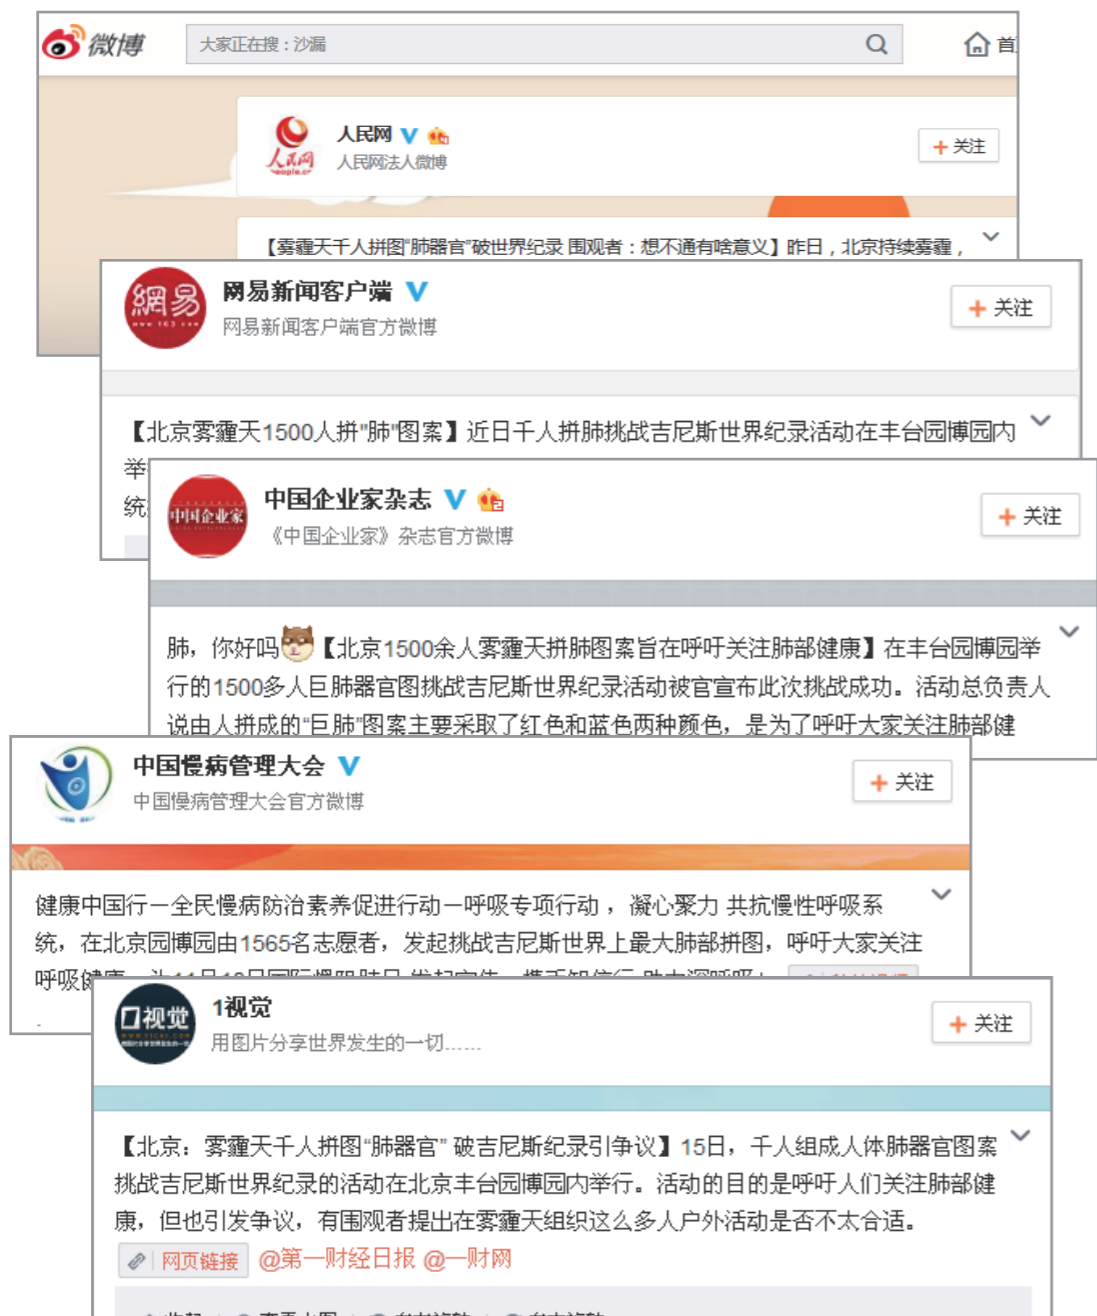 微博
大家正在搜：沙漏
首
人民网
人民网
people.cn
人民网法人微博
+ 关注
【雾霾天千人拼图"肺器官"破世界纪录 围观者：想不通有啥意义】昨日，北京持续雾霾，
網易
www.163.com
网易新闻客户端
网易新闻客户端官方微博
+ 关注
【北京雾霾天1500人拼"肺"图案】近日千人拼肺挑战吉尼斯世界纪录活动在丰台园博园内
举
统
中国企业家
中国企业家杂志
《中国企业家》杂志官方微博
+ 关注
肺，你好吗【北京1500余人雾霾天拼肺图案旨在呼吁关注肺部健康】在丰台园博园举
行的1500多人巨肺器官图挑战吉尼斯世界纪录活动被官宣布此次挑战成功。活动总负责人
说由人拼成的“巨肺”图案主要采取了红色和蓝色两种颜色，是为了呼吁大家关注肺部健
中国慢病管理大会
中国慢病管理大会官方微博
+ 关注
健康中国行—全民慢病防治素养促进行动—呼吸专项行动，凝心聚力 共抗慢性呼吸系
统，在北京园博园由1565名志愿者，发起挑战吉尼斯世界上最大肺部拼图，呼吁大家关注
呼吸健康
口视觉
1视觉
用图片分享世界发生的一切......
+ 关注
【北京：雾霾天千人拼图“肺器官” 破吉尼斯纪录引争议】15日，千人组成人体肺器官图案
挑战吉尼斯世界纪录的活动在北京丰台园博园内举行。活动的目的是呼吁人们关注肺部健
康，但也引发争议，有围观者提出在雾霾天组织这么多人户外活动是否不太合适。
网页链接 @第一财经日报 @一财网